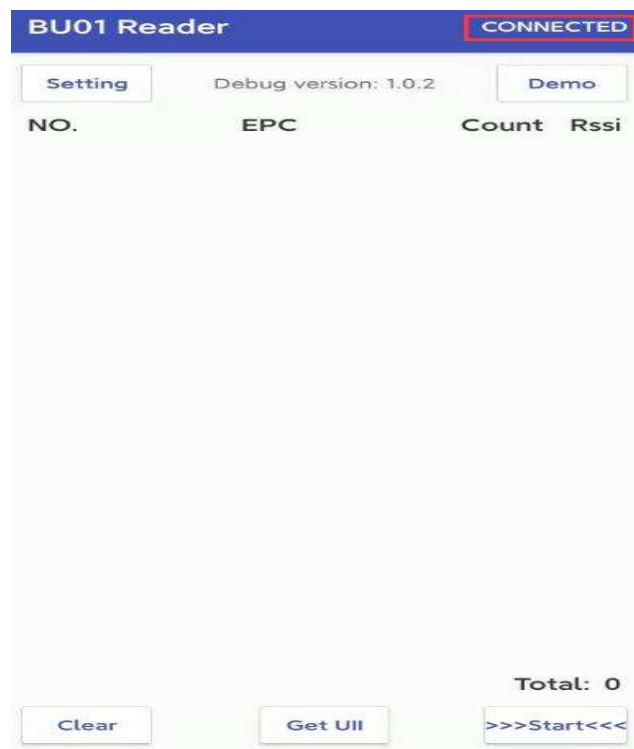 BU01 Reader CONNECTED
Setting Debug version: 1.0.2 Demo
NO. EPC Count Rssi
Total: 0
Clear Get UII >>>Start<<<